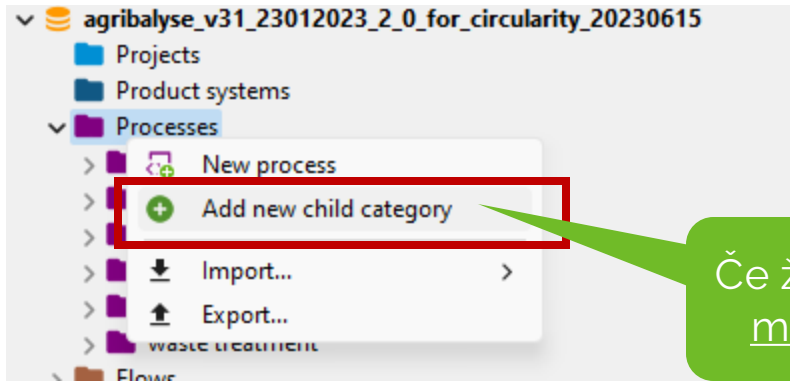 agribalyse_v31_23012023_2_0_for_circularity_20230615
Projects
Product systems
Processes
New process
Add new child category
Import...
Export...
waste treatment
Flows
Če